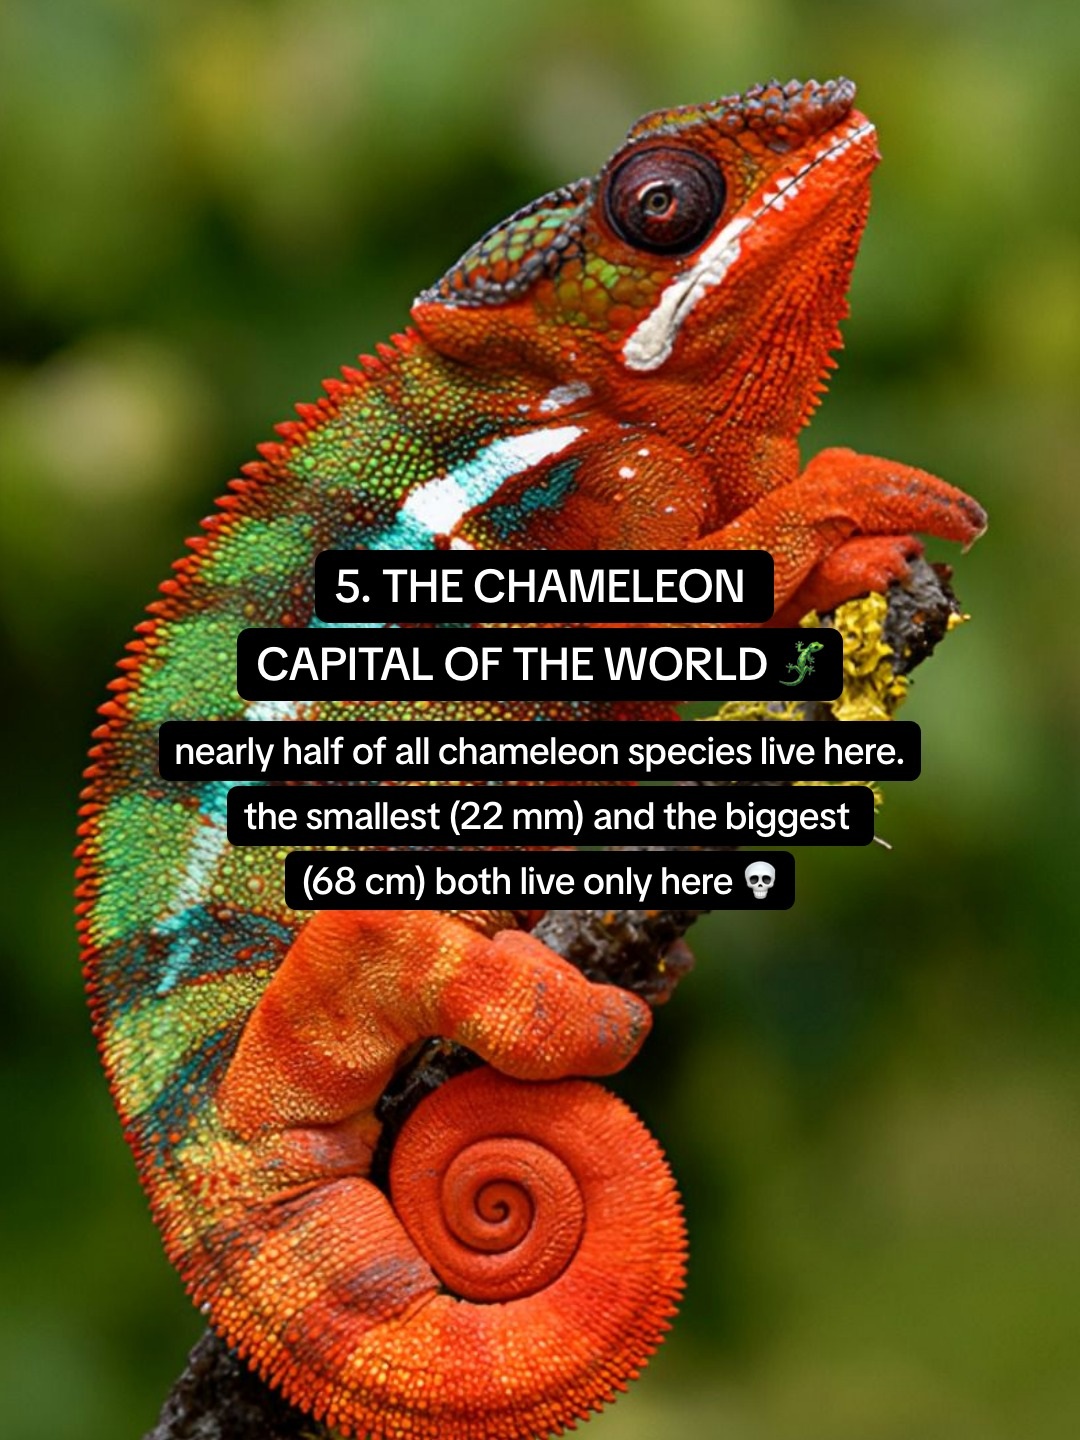 5. THE CHAMELEON
CAPITAL OF THE WORLD 🦎
nearly half of all chameleon species live here.
the smallest (22 mm) and the biggest
(68 cm) both live only here 💀